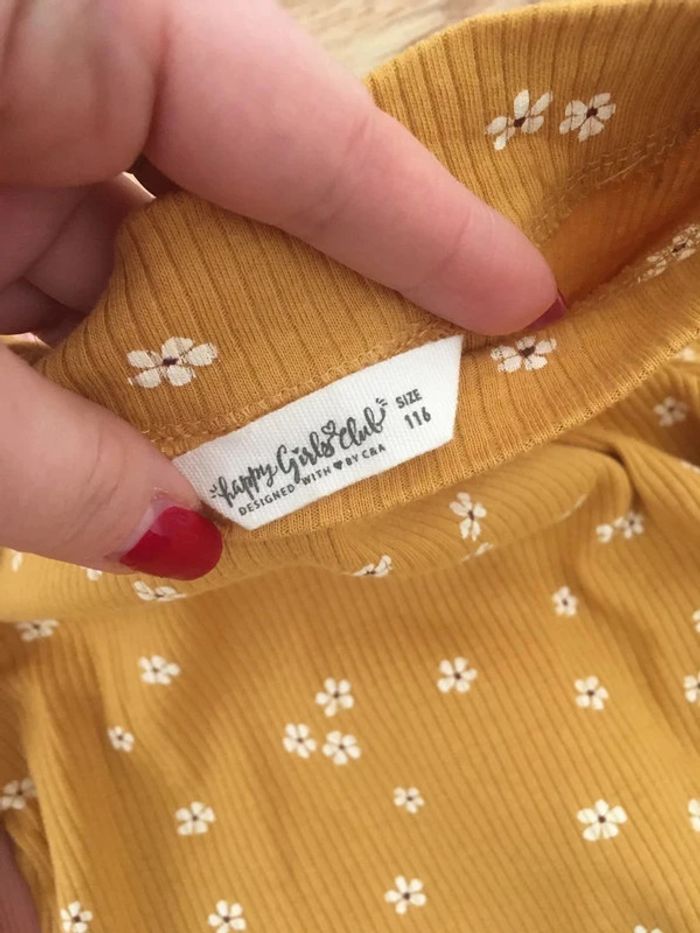 happy Girls Club
DESIGNED WITH ♥ BY C&A
SIZE
116